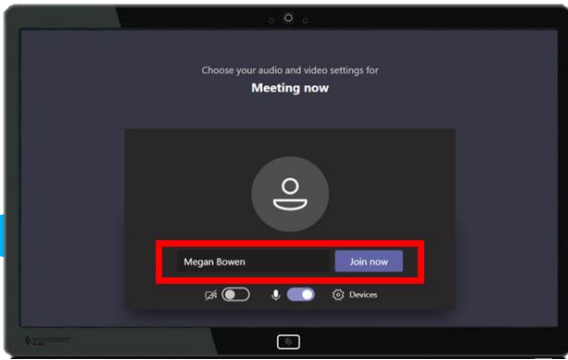 Choose your audio and video settings for
Meeting now
Megan Bowen
Join now
Devices